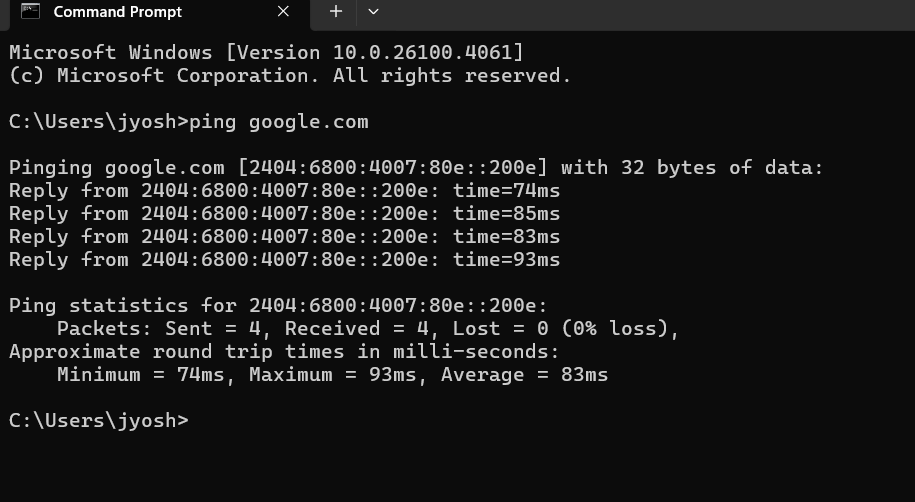 Command Prompt
Microsoft Windows [Version 10.0.26100.4061]
(c) Microsoft Corporation. All rights reserved.
C:\Users\jyosh>ping google.com
Pinging google.com [2404:6800:4007:80e::200e] with 32 bytes of data:
Reply from 2404:6800:4007:80e::200e: time=74ms
Reply from 2404:6800:4007:80e::200e: time=85ms
Reply from 2404:6800:4007:80e::200e: time=83ms
Reply from 2404:6800:4007:80e::200e: time=93ms
Ping statistics for 2404:6800:4007:80e::200e:
    Packets: Sent = 4, Received = 4, Lost = 0 (0% loss),
Approximate round trip times in milli-seconds:
    Minimum = 74ms, Maximum = 93ms, Average = 83ms
C:\Users\jyosh>